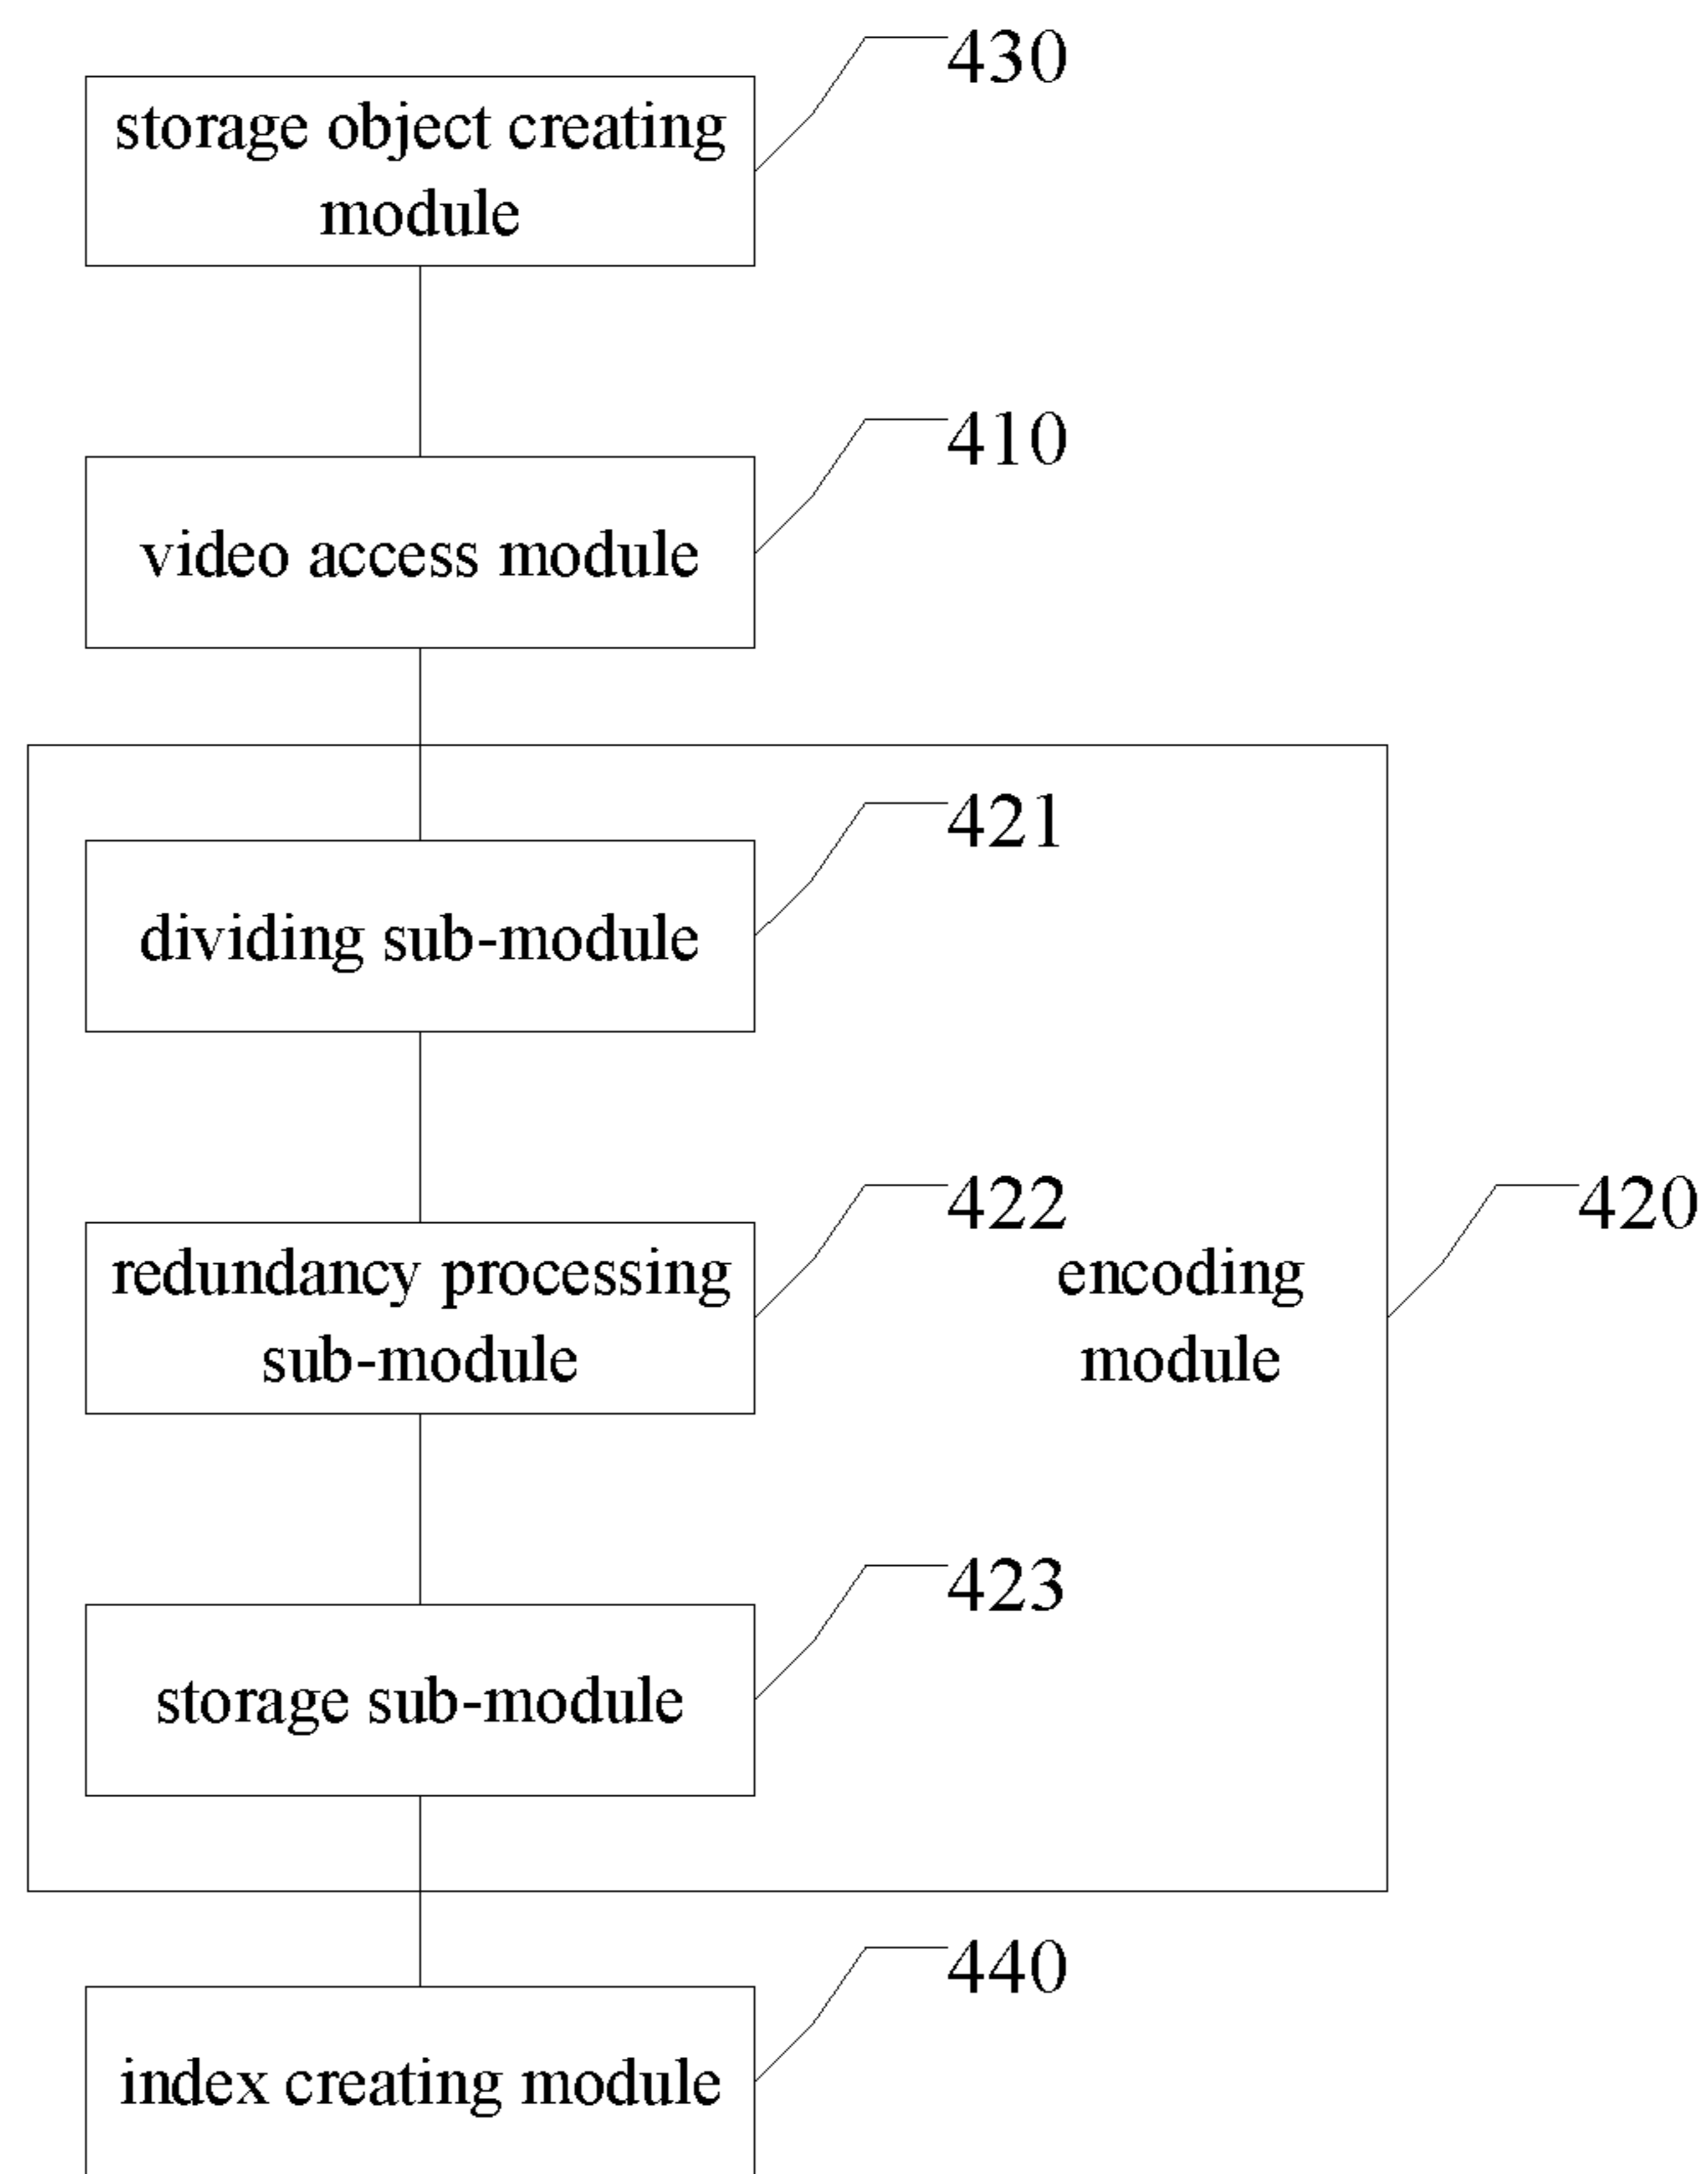 430
storage object creating
module
410
video access module
421
dividing sub-module
422
420
redundancy processing
sub-module
encoding
module
423
storage sub-module
440
index creating module